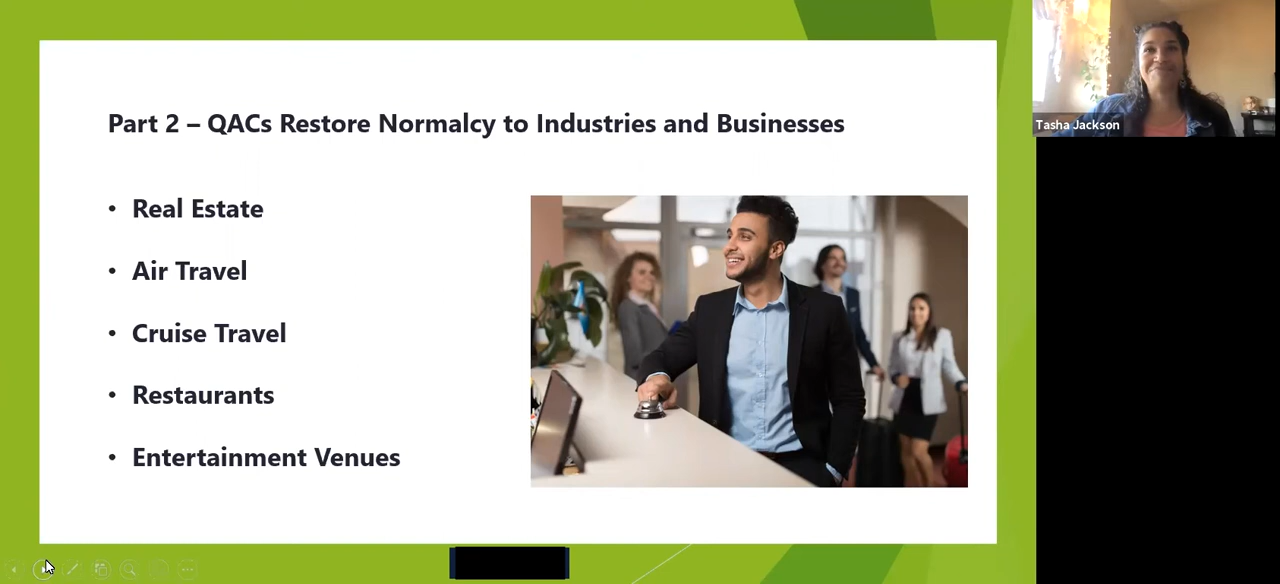 Part 2 – QACs Restore Normalcy to Industries and Businesses
• Real Estate
• Air Travel
• Cruise Travel
• Restaurants
• Entertainment Venues
Tasha Jackson